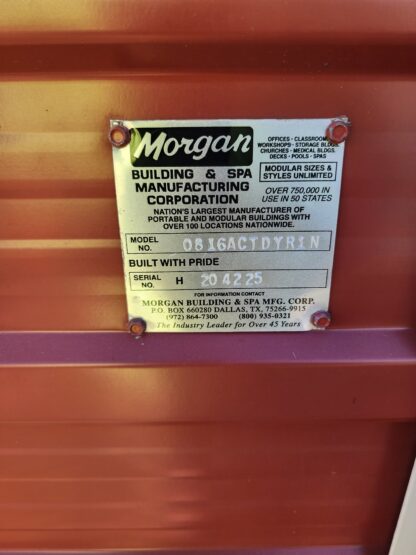 Morgan
OFFICES • CLASSROOMS
WORKSHOPS • STORAGE BLDGS.
CHURCHES • MEDICAL BLDGS.
DECKS • POOLS • SPAS
MODULAR SIZES &
STYLES UNLIMITED
BUILDING & SPA
MANUFACTURING
CORPORATION
OVER 750,000 IN
USE IN 50 STATES
NATION'S LARGEST MANUFACTURER OF
PORTABLE AND MODULAR BUILDINGS WITH
OVER 100 LOCATIONS NATIONWIDE.
MODEL
NO.
0816ACTDYRIN
BUILT WITH PRIDE
SERIAL
NO.
H 204225
FOR INFORMATION CONTACT
MORGAN BUILDING & SPA MFG. CORP.
P.O. BOX 660280 DALLAS, TX, 75266-9915
(972) 864-7300 (800) 935-0321
The Industry Leader for Over 45 Years